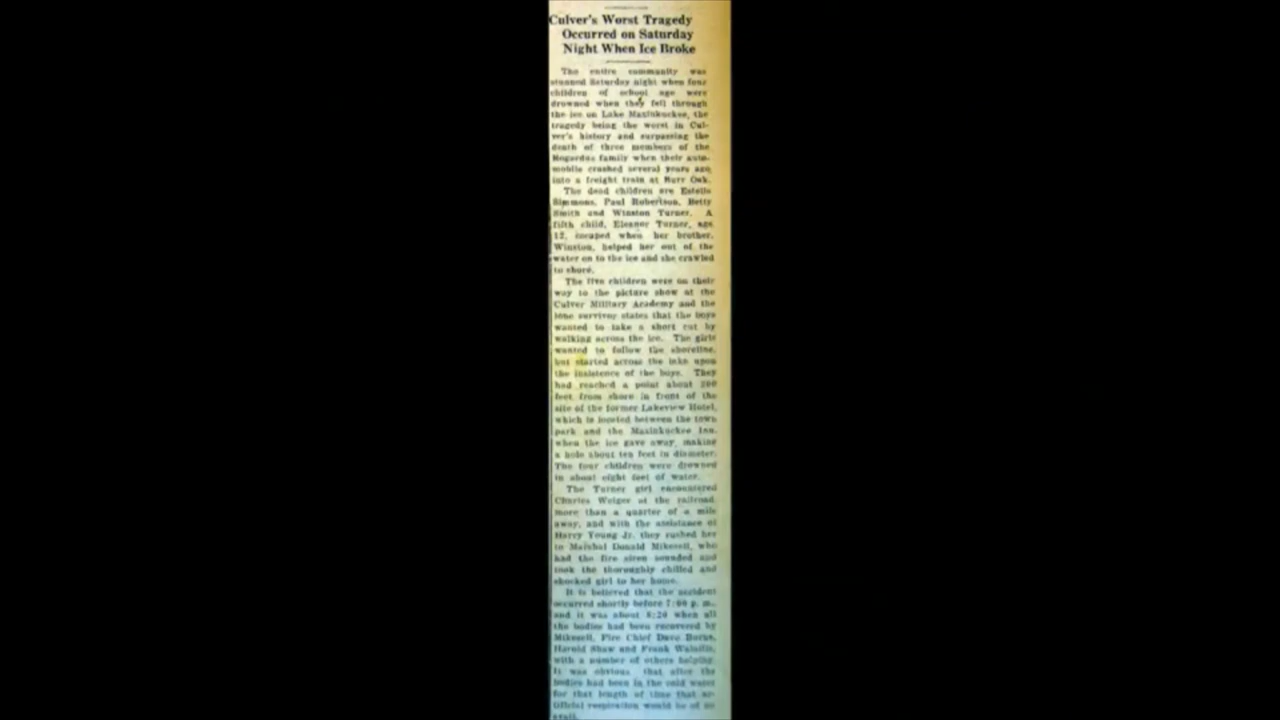 Culver's Worst Tragedy
Occurred on Saturday
Night When Ice Broke
The entire community was
stunned Saturday night when four
children of school age were
drowned when they fell through
the ice on Lake Maxinkuckee, the
tragedy being the worst in Cul-
ver's history and surpassing the
death of three members of the
Bogardus family when their auto-
mobile crashed several years ago
into a freight train at Burr Oak.
The dead children are Estelle
Simmons, Paul Robertson, Betty
Smith and Winston Turner. A
fifth child, Eleanor Turner, age
12, escaped when her brother,
Winston, helped her out of the
water on to the ice and she crawled
to shore.
The five children were on their
way to the picture show at the
Culver Military Academy and the
lone survivor states that the boys
wanted to take a short cut by
walking across the ice. The girls
wanted to follow the shoreline,
but started across the lake upon
the insistence of the boys. They
had reached a point about 200
feet from shore in front of the
site of the former Lakeview Hotel,
which is located between the town
park and the Maxinkuckee Inn,
when the ice gave away, making
a hole about ten feet in diameter.
The four children were drowned
in about eight feet of water.
The Turner girl encountered
Charles Weiger at the railroad
more than a quarter of a mile
away, and with the assistance of
Harry Young Jr. they rushed her
to Marshal Donald Mikesell, who
had the fire siren sounded and
took the thoroughly chilled and
shocked girl to her home.
It is believed that the accident
occurred shortly before 7:00 p. m.,
and it was about 8:20 when all
the bodies had been recovered by
Mikesell, Fire Chief Dave Burns,
Harold Shaw and Frank
with a number of others helping.
It was obvious that after the
bodies had been in the cold water
for that length of time that ar-
tificial respiration would be of no
avail.